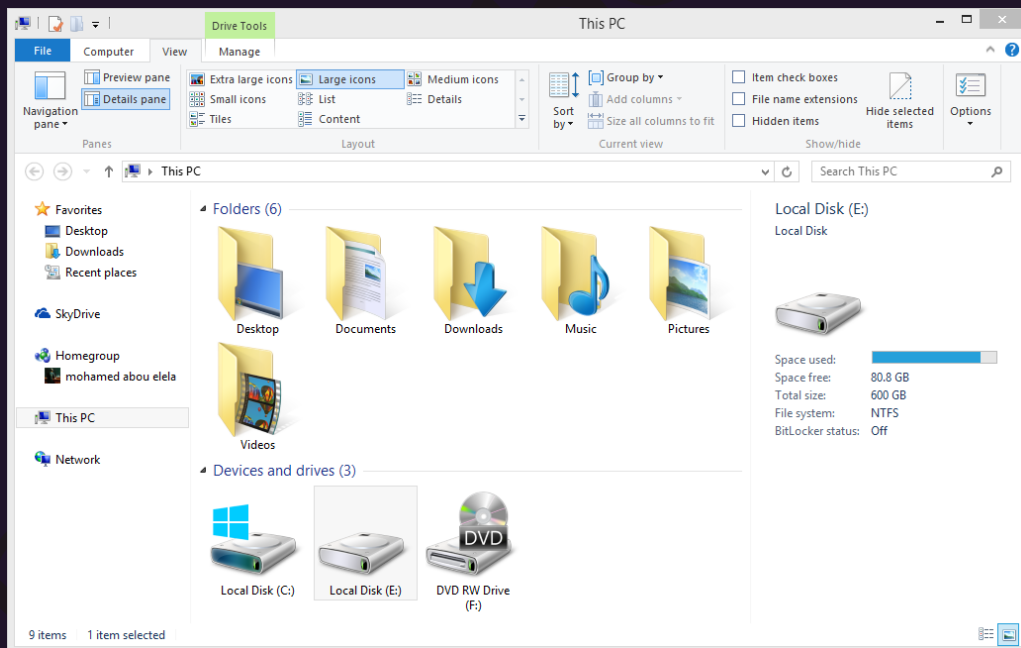 Drive Tools
This PC
File
Computer
View
Manage
Navigation pane
Preview pane
Details pane
Panes
Extra large icons
Large icons
Medium icons
Small icons
List
Details
Tiles
Content
Layout
Sort by
Group by
Add columns
Size all columns to fit
Current view
Item check boxes
File name extensions
Hidden items
Hide selected items
Show/hide
Options
This PC
Search This PC
Favorites
Desktop
Downloads
Recent places
SkyDrive
Homegroup
mohamed abou elela
This PC
Network
Folders (6)
Desktop
Documents
Downloads
Music
Pictures
Videos
Devices and drives (3)
Local Disk (C:)
Local Disk (E:)
DVD
DVD RW Drive (F:)
Local Disk (E:)
Local Disk
Space used:
Space free: 80.8 GB
Total size: 600 GB
File system: NTFS
BitLocker status: Off
9 items
1 item selected